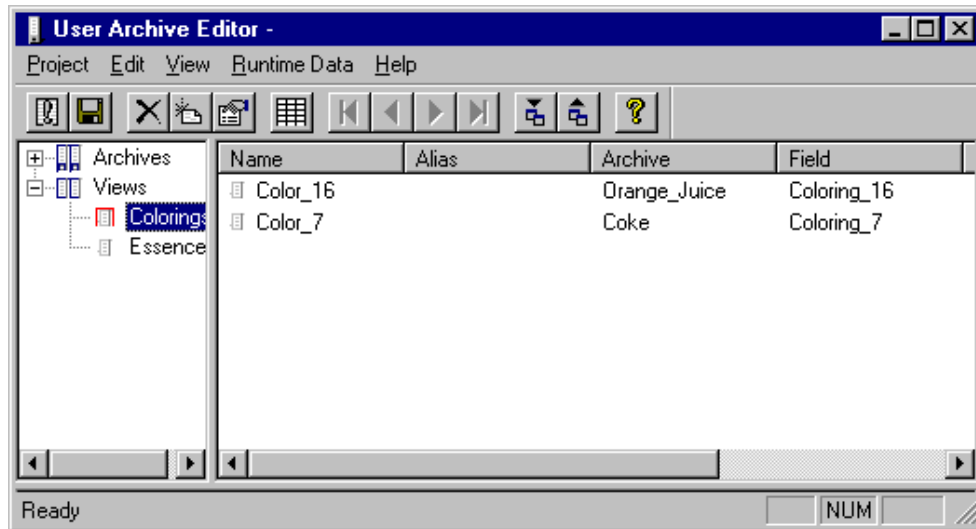 User Archive Editor -
Project Edit View Runtime Data Help
Archives
Views
Colorings
Essence
Name Alias Archive Field
Color_16 Orange_Juice Coloring_16
Color_7 Coke Coloring_7
Ready NUM